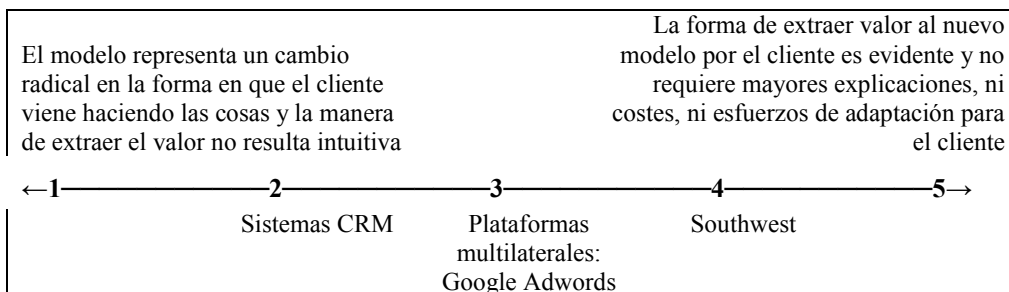 El modelo representa un cambio
radical en la forma en que el cliente
viene haciendo las cosas y la manera
de extraer el valor no resulta intuitiva
La forma de extraer valor al nuevo
modelo por el cliente es evidente y no
requiere mayores explicaciones, ni
costes, ni esfuerzos de adaptación para
el cliente
←1—2—3—4—5→
Sistemas CRM
Plataformas
multilaterales:
Google Adwords
Southwest